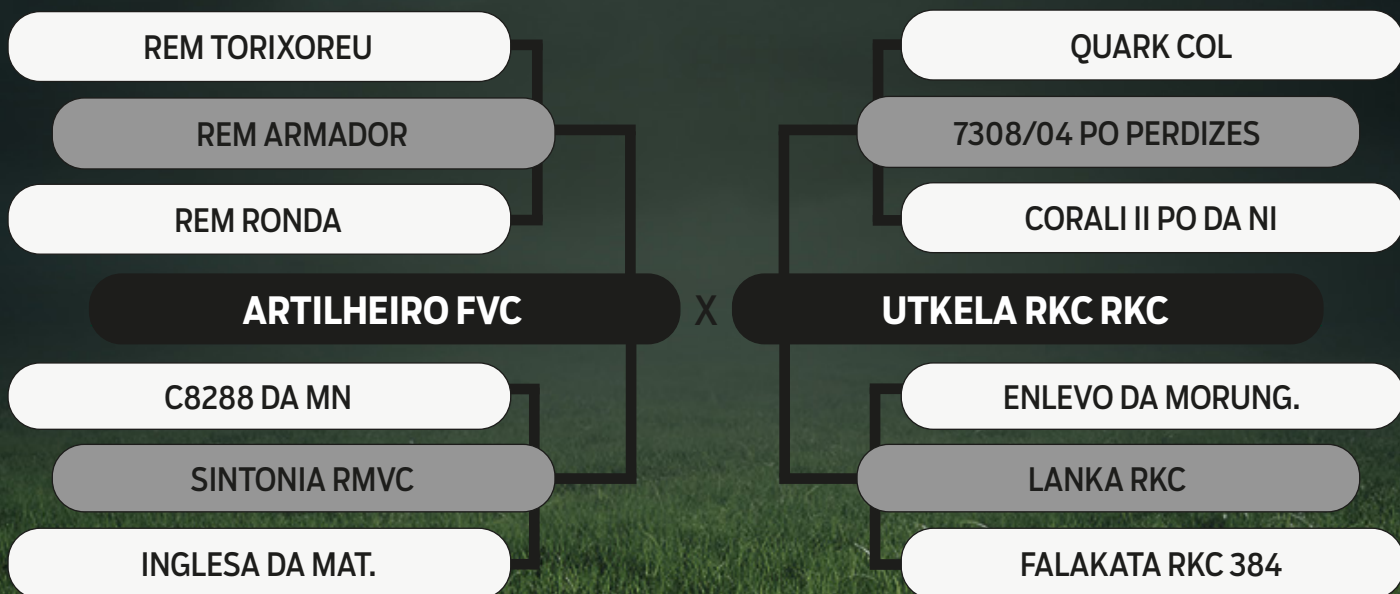 REM TORIXOREU
REM ARMADOR
REM RONDA
ARTILHEIRO FVC
C8288 DA MN
SINTONIA RMVC
INGLESA DA MAT.
X
QUARK COL
7308/04 PO PERDIZES
CORALI II PO DA NI
UTKELA RKC RKC
ENLEVO DA MORUNG.
LANKA RKC
FALAKATA RKC 384